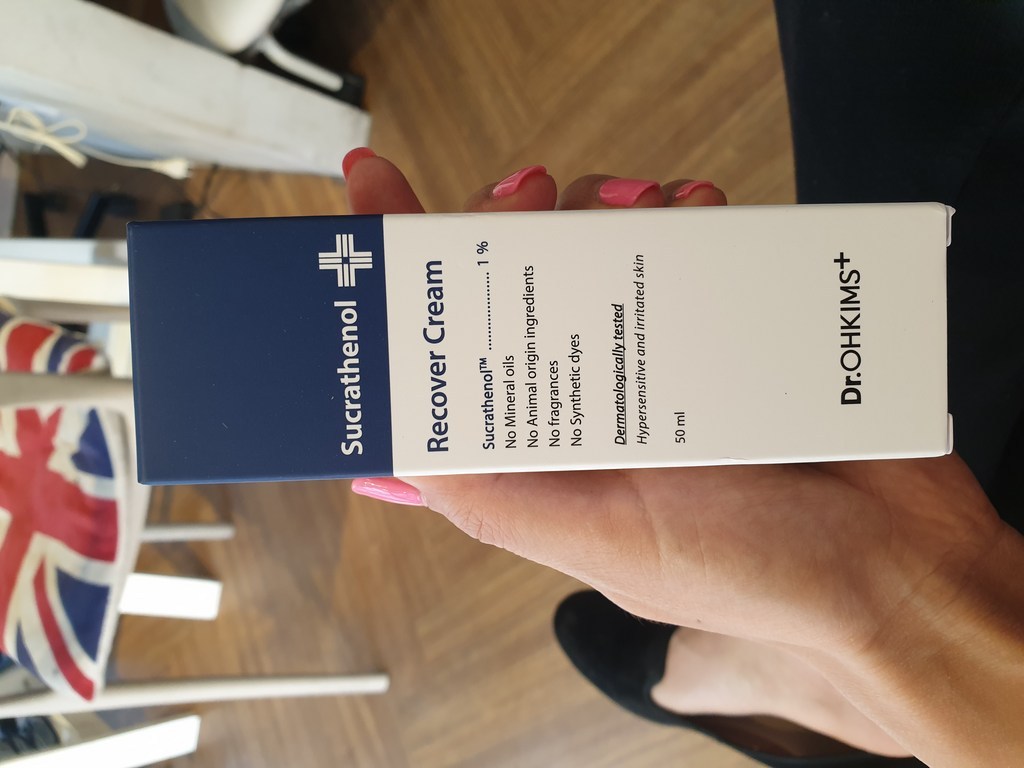 Sucrathenol
Recover Cream
Sucrathenol™ ..................... 1 %
No Mineral oils
No Animal origin ingredients
No fragrances
No Synthetic dyes
Dermatologically tested
Hypersensitive and irritated skin
50 ml
Dr.OHKIMS+